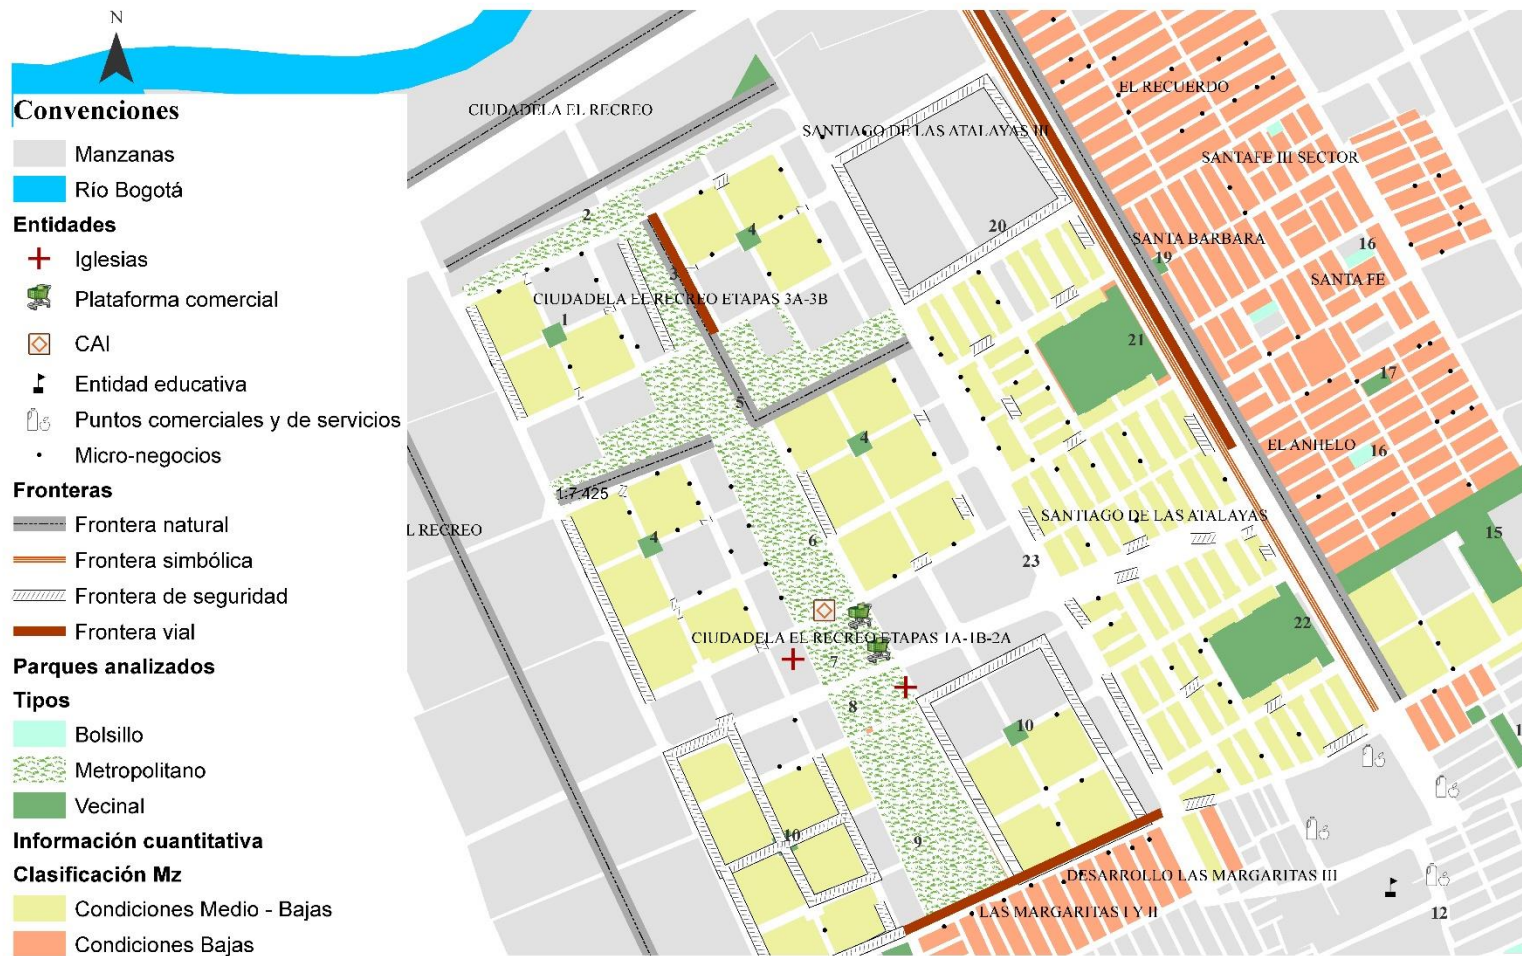 N
Convenciones
Manzanas
Río Bogotá
Entidades
Iglesias
Plataforma comercial
CAI
Entidad educativa
Puntos comerciales y de servicios
Micro-negocios
Fronteras
Frontera natural
Frontera simbólica
Frontera de seguridad
Frontera vial
Parques analizados
Tipos
Bolsillo
Metropolitano
Vecinal
Información cuantitativa
Clasificación Mz
Condiciones Medio - Bajas
Condiciones Bajas
CIUDADELA EL RECREO
SANTIAGO DE LAS ATALAYAS III
EL RECUERDO
SANTAFE III SECTOR
2
4
20
SANTA BARBARA
16
19
3
SANTA FE
CIUDADELA EL RECREO ETAPAS 3A-3B
1
21
17
5
4
EL ANHELO
16
1:7.425
SANTIAGO DE LAS ATALAYAS
L RECREO
4
6
15
23
22
CIUDADELA EL RECREO ETAPAS 1A-1B-2A
7
8
10
1
10
9
DESARROLLO LAS MARGARITAS III
LAS MARGARITAS I Y II
12